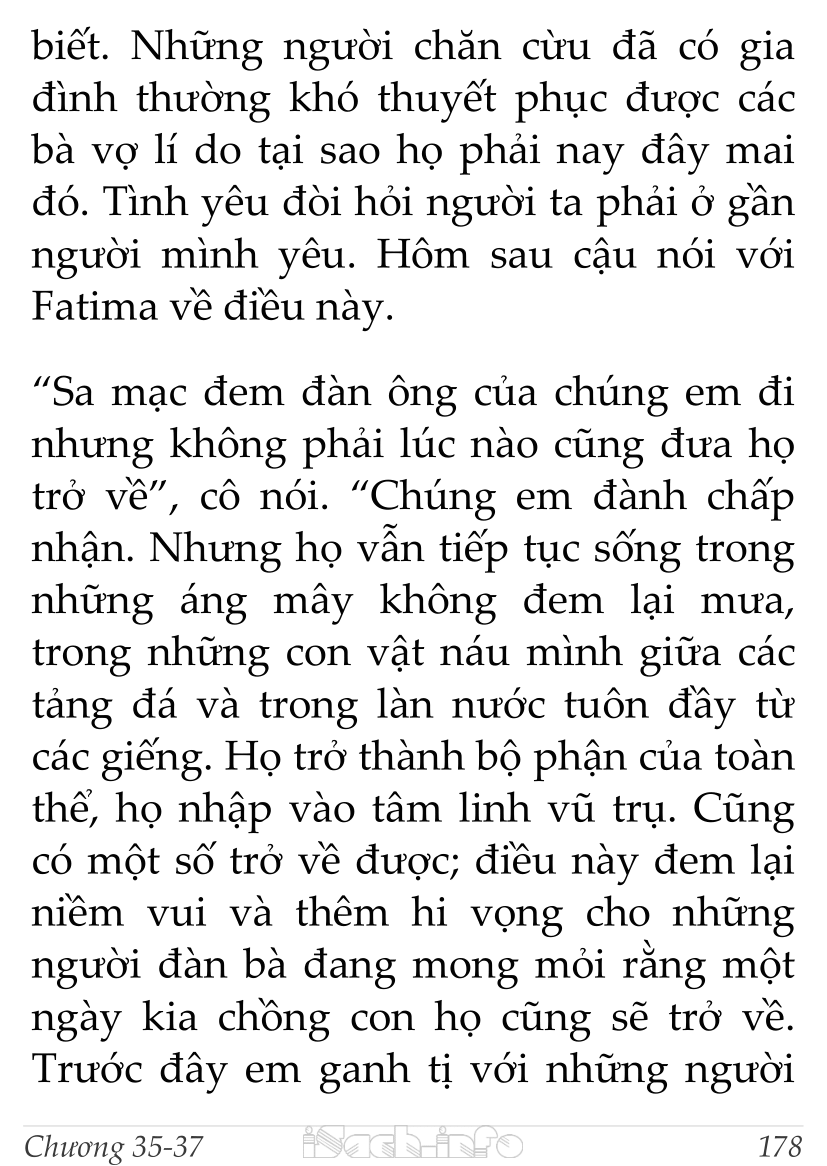 biết. Những người chăn cừu đã có gia
đình thường khó thuyết phục được các
bà vợ lí do tại sao họ phải nay đây mai
đó. Tình yêu đòi hỏi người ta phải ở gần
người mình yêu. Hôm sau cậu nói với
Fatima về điều này.
“Sa mạc đem đàn ông của chúng em đi
nhưng không phải lúc nào cũng đưa họ
trở về”, cô nói. “Chúng em đành chấp
nhận. Nhưng họ vẫn tiếp tục sống trong
những áng mây không đem lại mưa,
trong những con vật náu mình giữa các
tảng đá và trong làn nước tuôn đầy từ
các giếng. Họ trở thành bộ phận của toàn
thể, họ nhập vào tâm linh vũ trụ. Cũng
có một số trở về được; điều này đem lại
niềm vui và thêm hi vọng cho những
người đàn bà đang mong mỏi rằng một
ngày kia chồng con họ cũng sẽ trở về.
Trước đây em ganh tị với những người
Chương 35-37 iSach.info 178